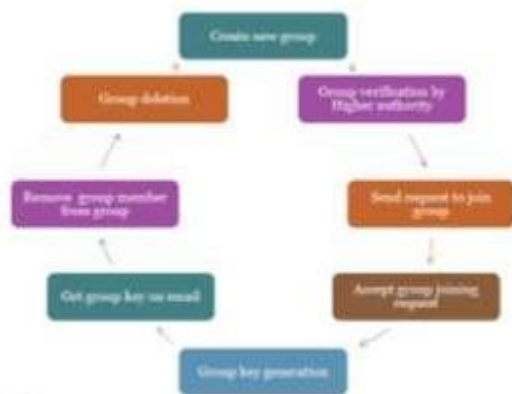 Create new group
Group verification by
Higher authority
Send request to join
group
Accept group joining
request
Group key generation
Get group key on email
Remove group member
from group
Group deletion